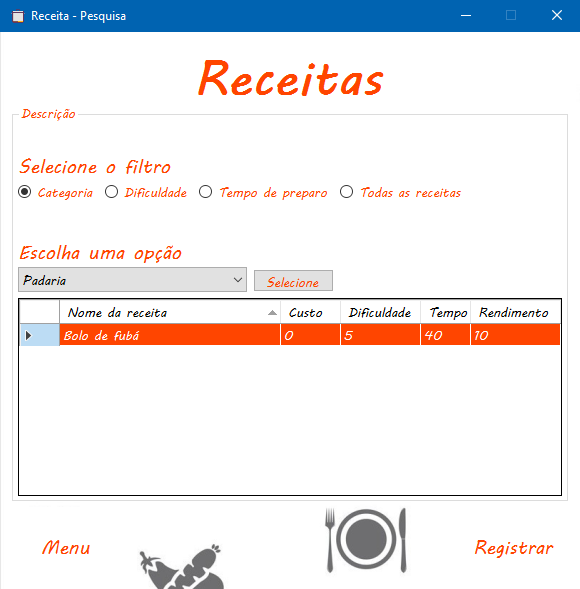 Receita - Pesquisa
Receitas
Descrição
Selecione o filtro
Categoria Dificuldade Tempo de preparo Todas as receitas
Escolha uma opção
Padaria Selecione
Nome da receita Custo Dificuldade Tempo Rendimento
Bolo de fubá 0 5 40 10
Menu Registrar